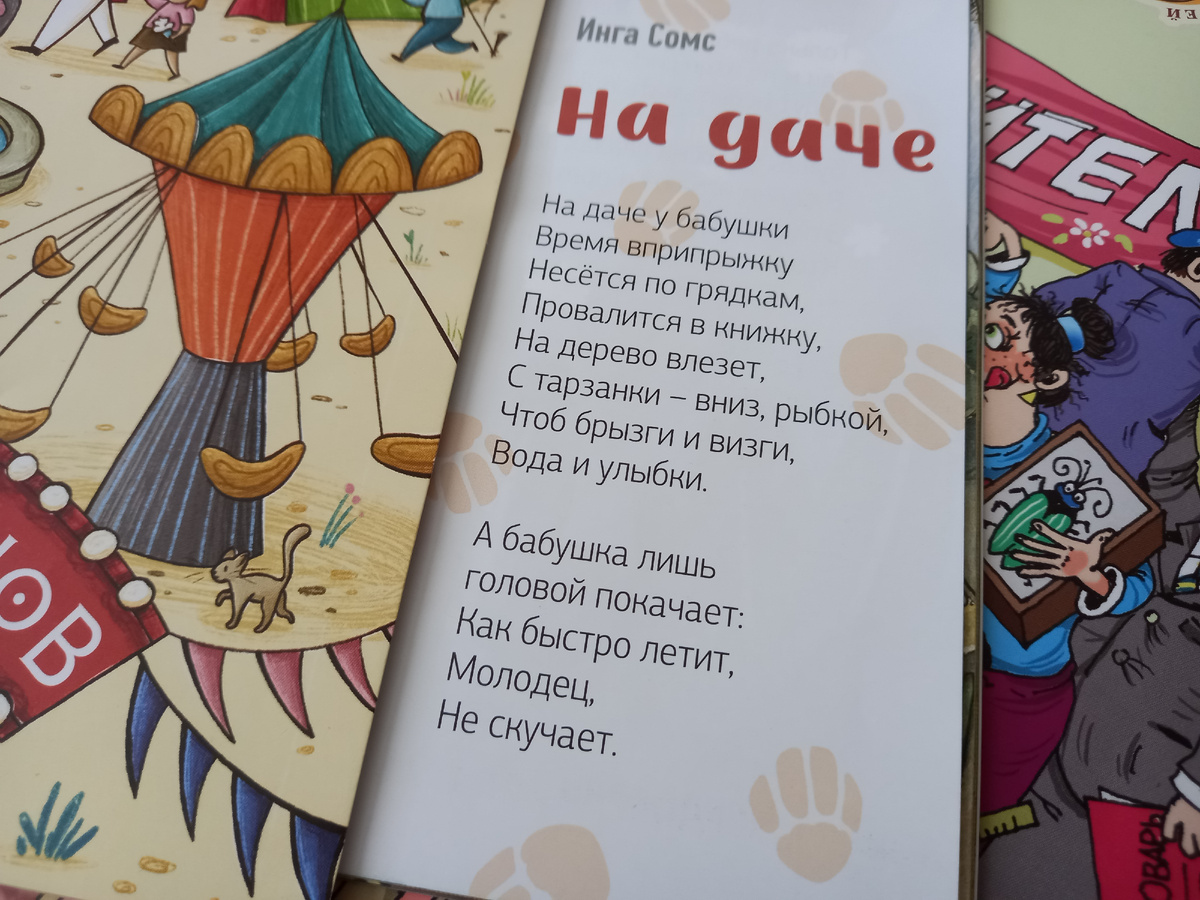 Инга Сомс
На даче
На даче у бабушки
Время вприпрыжку
Несётся по грядкам,
Провалится в книжку,
На дерево влезет,
С тарзанки – вниз, рыбкой,
Чтоб брызги и визги,
Вода и улыбки.
А бабушка лишь
головой покачает:
Как быстро летит,
Молодец,
Не скучает.